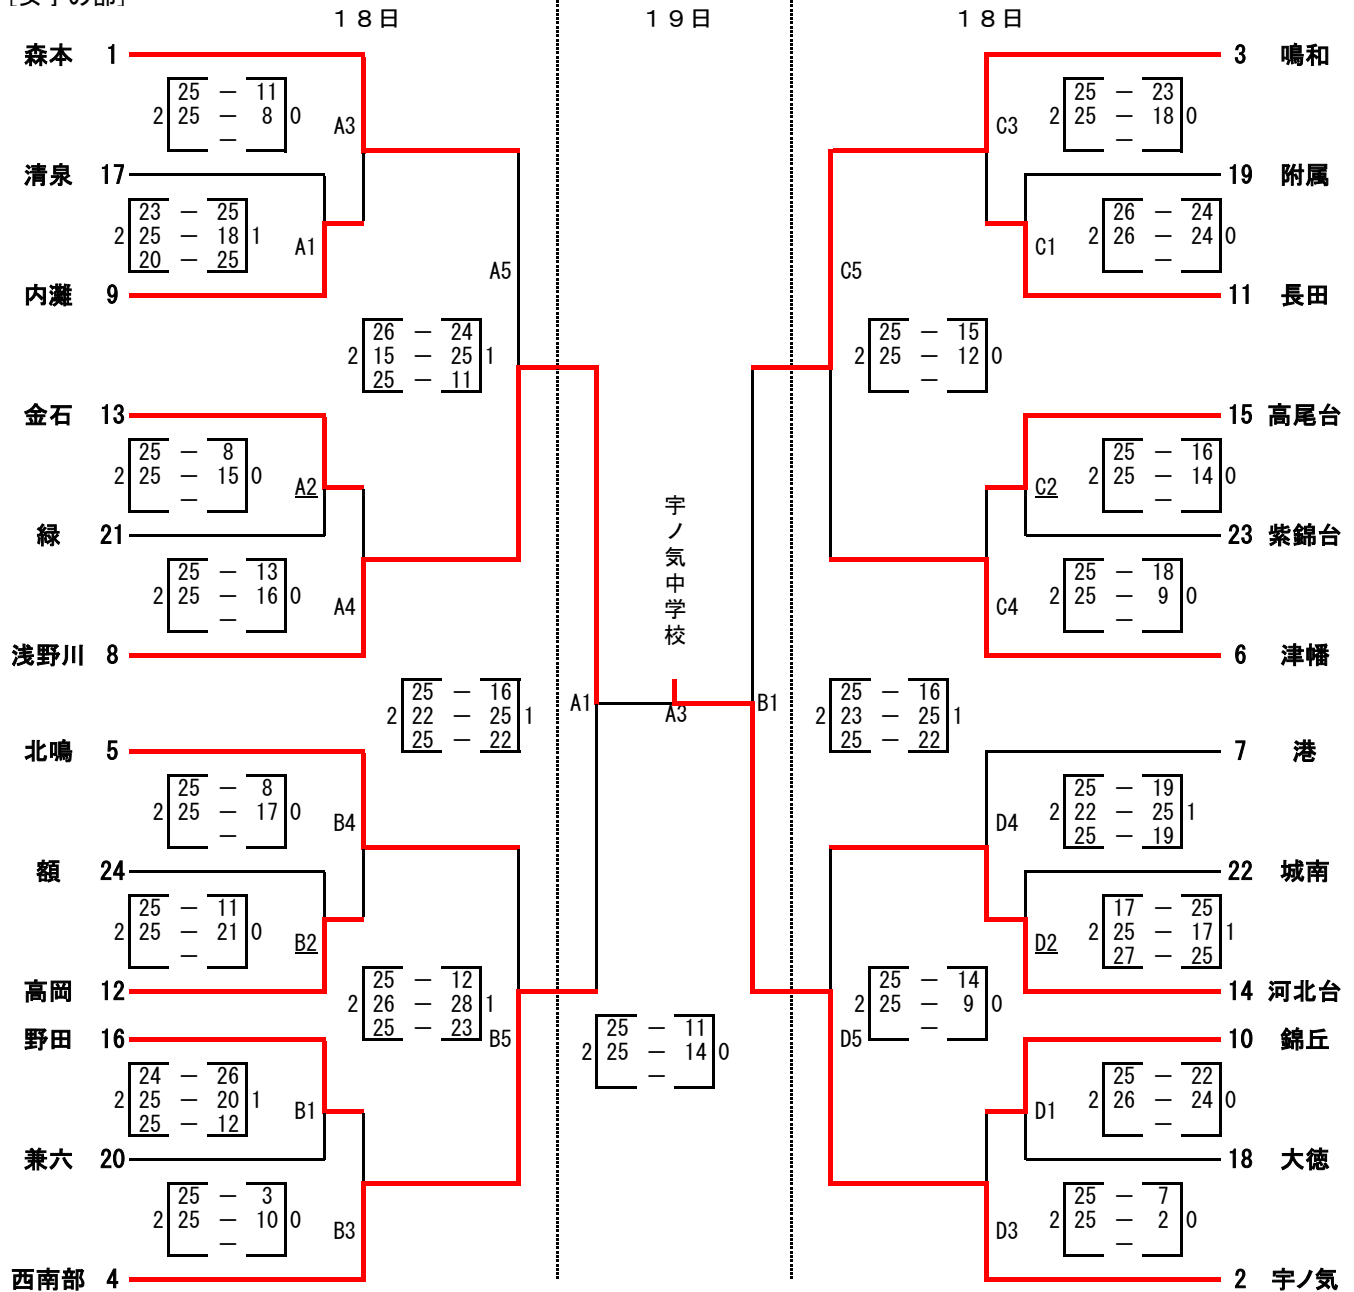 [女子の部]
１８日
１９日
１８日
森本 1
25 － 11
2 25 － 8 0
－
A3
清泉 17
23 － 25
2 25 － 18 1
20 － 25
A1
内灘 9
A5
26 － 24
2 15 － 25 1
25 － 11
金石 13
25 － 8
2 25 － 15 0
－
A2
緑 21
25 － 13
2 25 － 16 0
－
A4
浅野川 8
25 － 16
2 22 － 25 1
25 － 22
A1
北鳴 5
25 － 8
2 25 － 17 0
－
B4
額 24
25 － 11
2 25 － 21 0
－
B2
高岡 12
25 － 12
2 26 － 28 1
25 － 23
B5
野田 16
24 － 26
2 25 － 20 1
25 － 12
B1
兼六 20
25 － 3
2 25 － 10 0
－
B3
西南部 4
宇ノ気中学校
A3
25 － 11
2 25 － 14 0
－
3 鳴和
C3
25 － 23
2 25 － 18 0
－
19 附属
26 － 24
2 26 － 24 0
－
C1
11 長田
C5
25 － 15
2 25 － 12 0
－
15 高尾台
25 － 16
2 25 － 14 0
－
C2
23 紫錦台
25 － 18
2 25 － 9 0
－
C4
6 津幡
B1
25 － 16
2 23 － 25 1
25 － 22
7 港
25 － 19
2 22 － 25 1
25 － 19
D4
22 城南
17 － 25
2 25 － 17 1
27 － 25
D2
14 河北台
25 － 14
2 25 － 9 0
－
D5
10 錦丘
25 － 22
2 26 － 24 0
－
D1
18 大徳
25 － 7
2 25 － 2 0
－
D3
2 宇ノ気